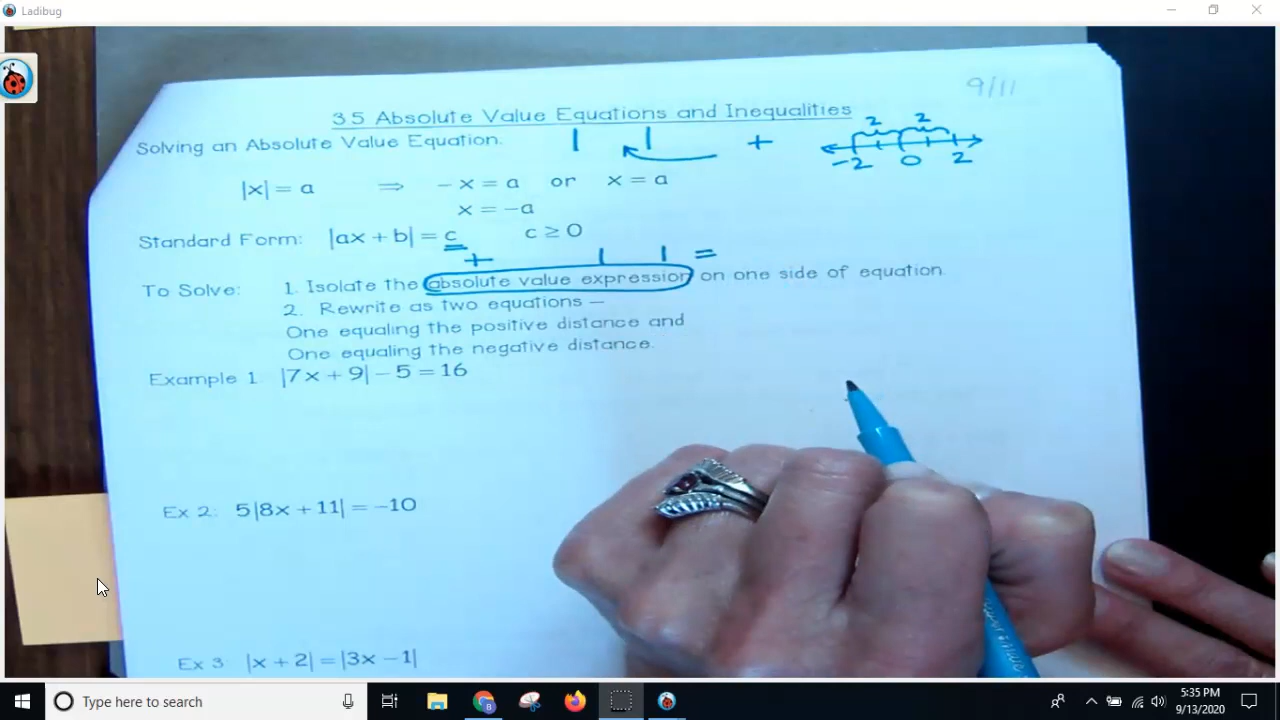 Ladibug
9/11
3.5 Absolute Value Equations and Inequalities
2 2
Solving an Absolute Value Equation.
| | +
-2 0 2
|x| = a ⇒ -x = a or x = a
x = -a
Standard Form: |ax + b| = c c ≥ 0
+ | | =
To Solve: 1. Isolate the absolute value expression on one side of equation.
2. Rewrite as two equations –
One equaling the positive distance and
One equaling the negative distance.
Example 1. |7x + 9| - 5 = 16
Ex 2: 5|8x + 11| = -10
Ex 3: |x + 2| = |3x - 1|
Type here to search
5:35 PM
9/13/2020